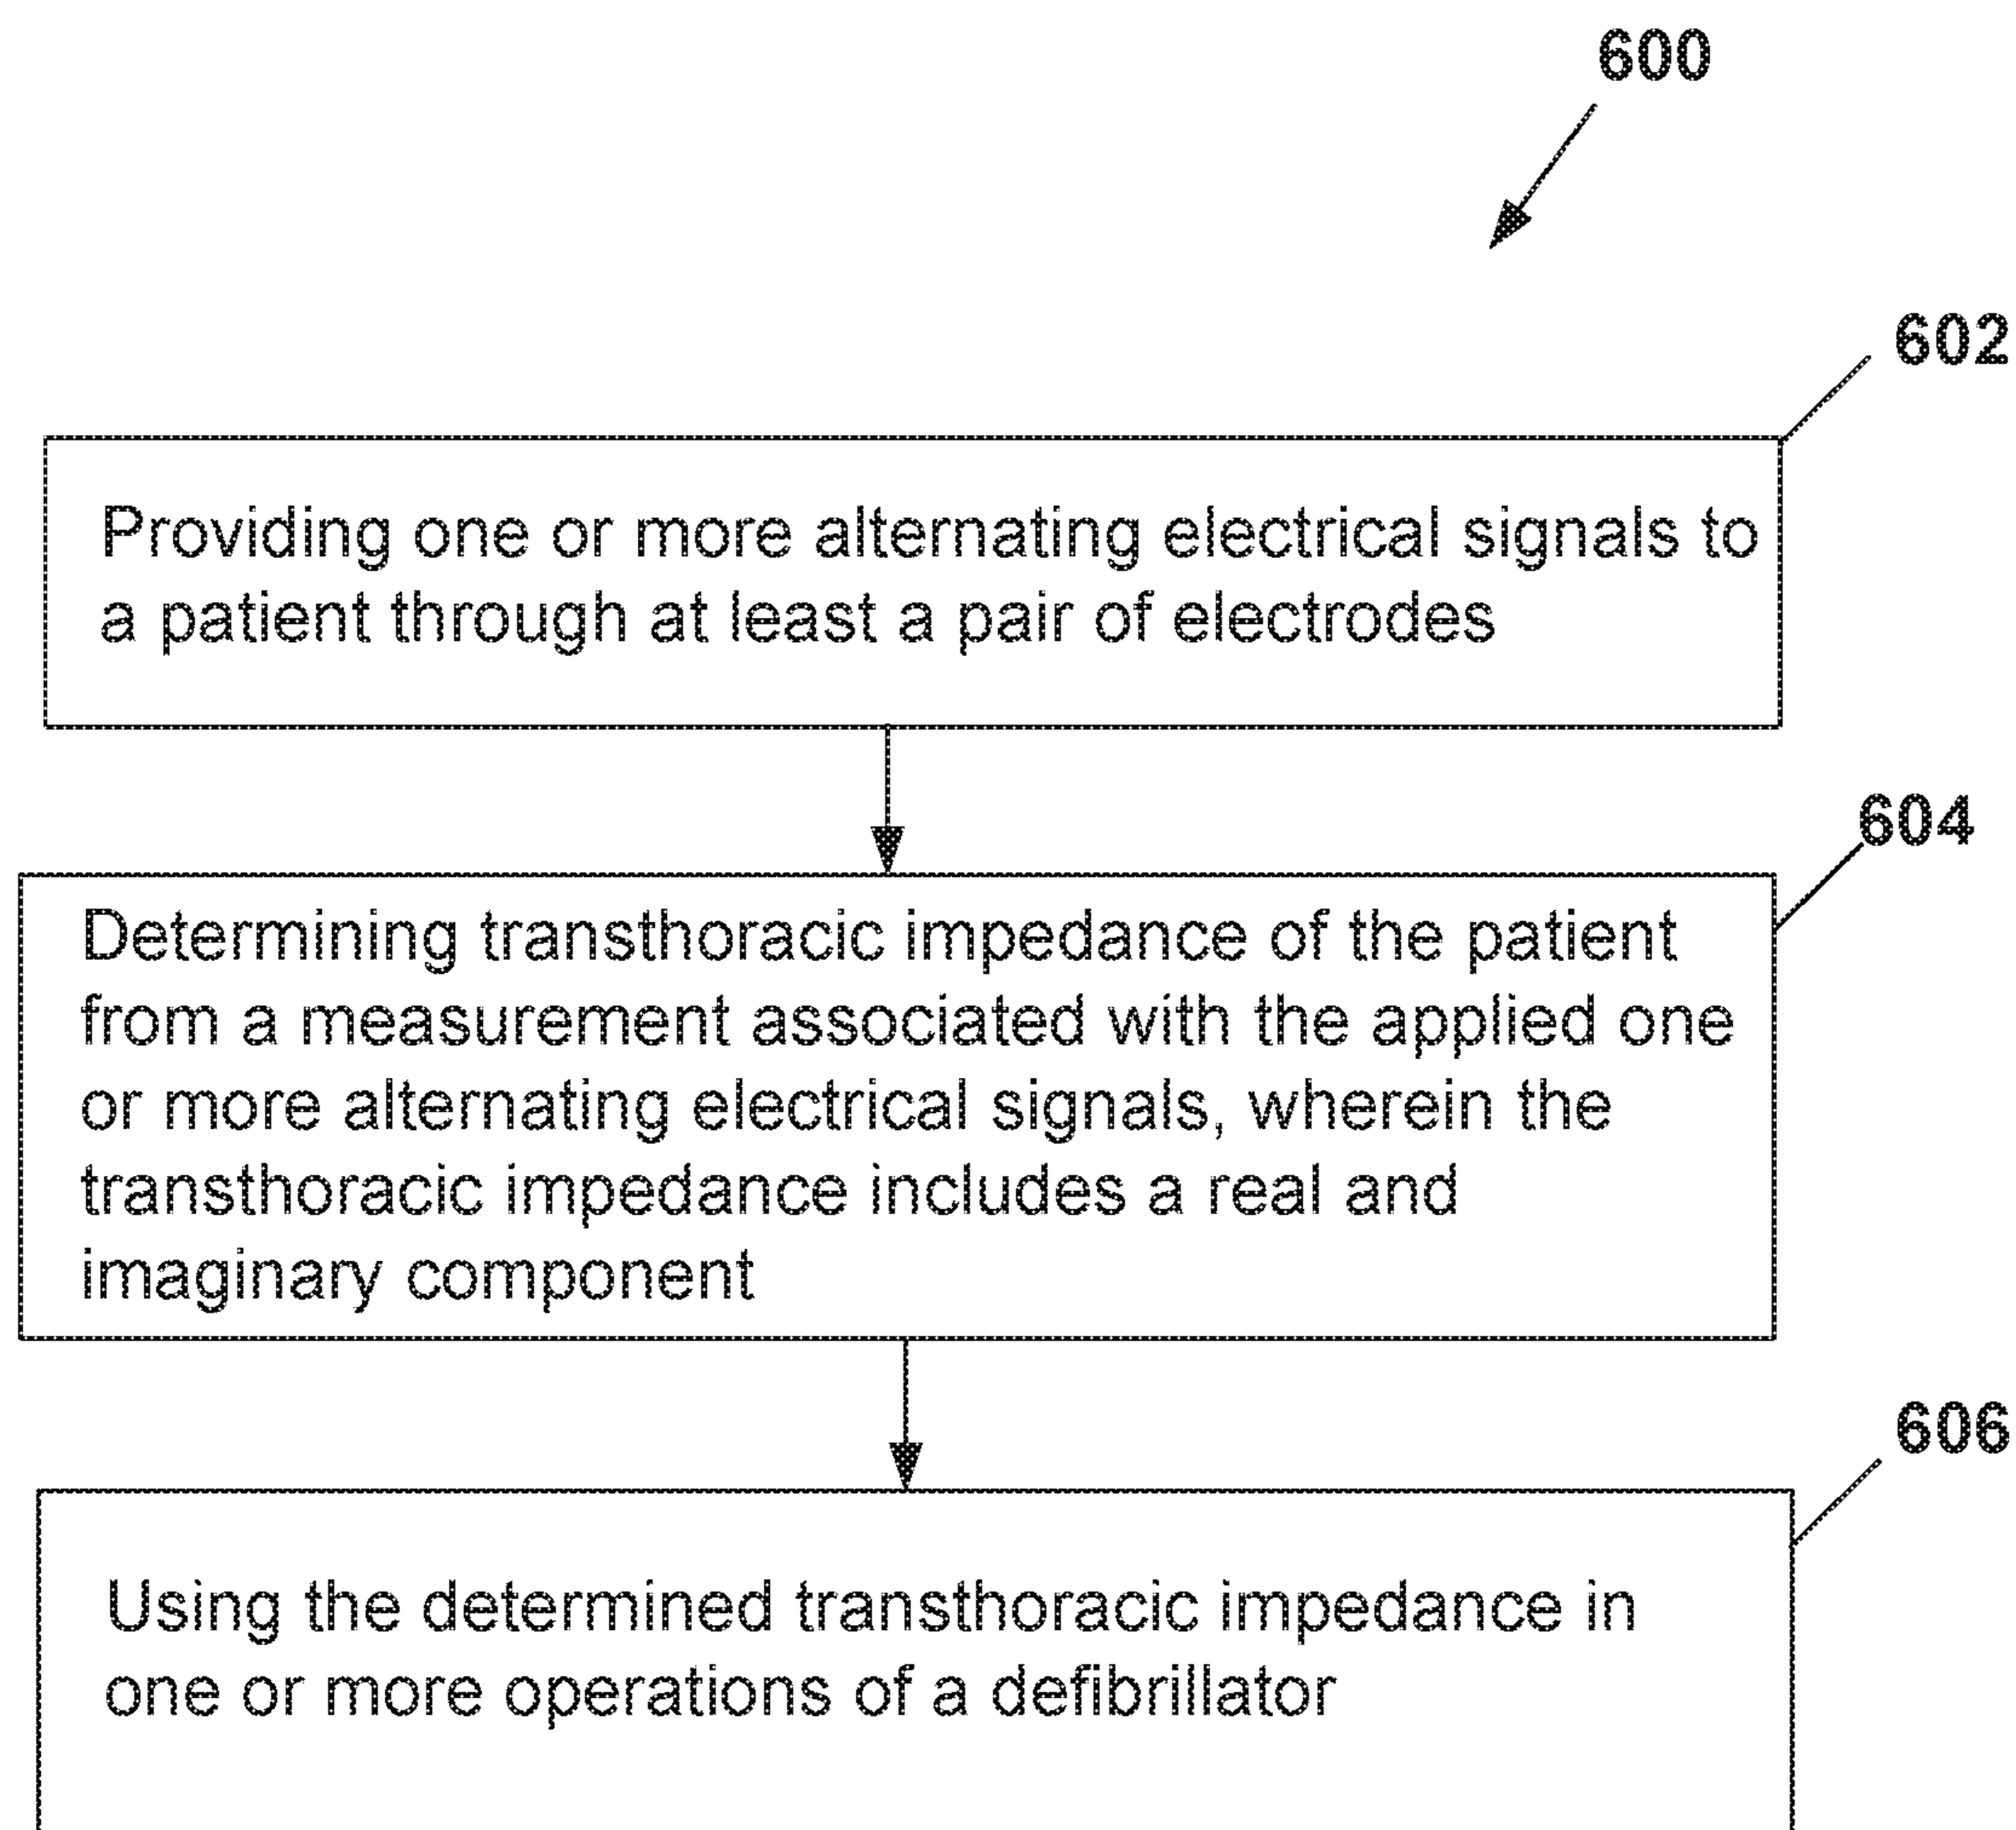 600
602
Providing one or more alternating electrical signals to
a patient through at least a pair of electrodes
604
Determining transthoracic impedance of the patient
from a measurement associated with the applied one
or more alternating electrical signals, wherein the
transthoracic impedance includes a real and
imaginary component
606
Using the determined transthoracic impedance in
one or more operations of a defibrillator